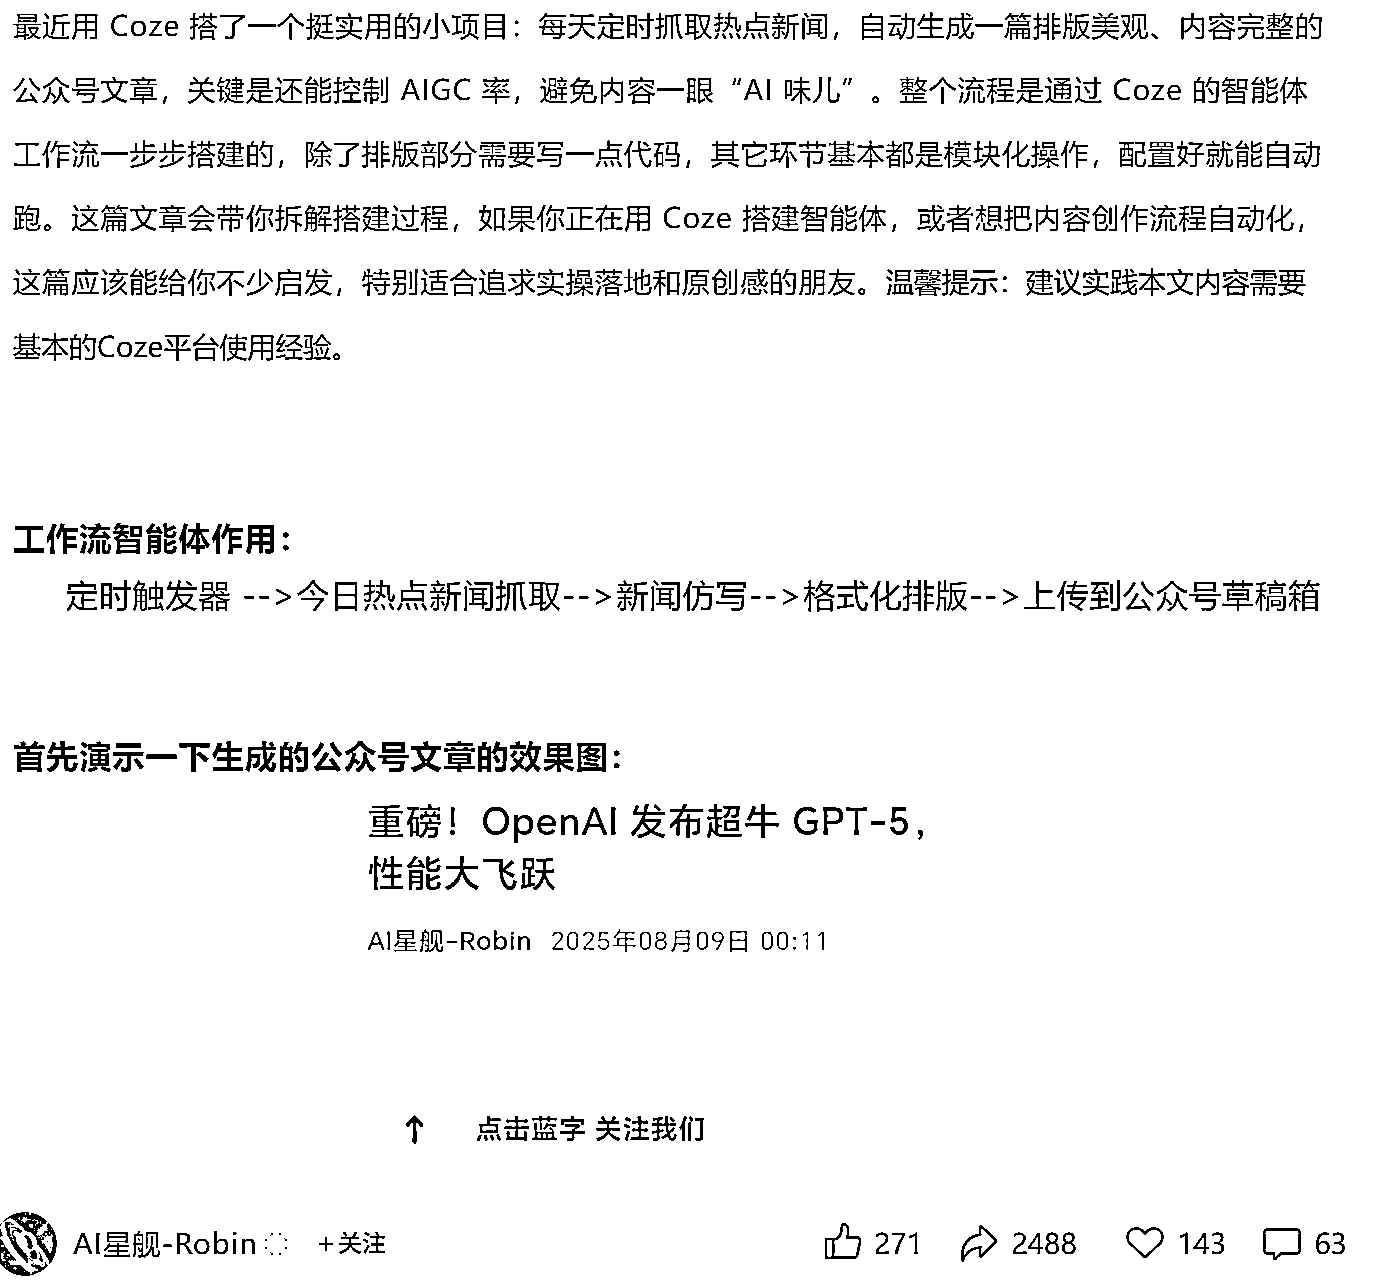 最近用 Coze 搭了一个挺实用的小项目：每天定时抓取热点新闻，自动生成一篇排版美观、内容完整的
公众号文章，关键是还能控制 AIGC 率，避免内容一眼“AI 味儿”。整个流程是通过 Coze 的智能体
工作流一步步搭建的，除了排版部分需要写一点代码，其它环节基本都是模块化操作，配置好就能自动
跑。这篇文章会带你拆解搭建过程，如果你正在用 Coze 搭建智能体，或者想把内容创作流程自动化，
这篇应该能给你不少启发，特别适合追求实操落地和原创感的朋友。温馨提示：建议实践本文内容需要
基本的Coze平台使用经验。
工作流智能体作用：
定时触发器 -->今日热点新闻抓取-->新闻仿写-->格式化排版-->上传到公众号草稿箱
首先演示一下生成的公众号文章的效果图：
重磅！OpenAI 发布超牛 GPT-5，
性能大飞跃
AI星舰-Robin 2025年08月09日 00:11
↑ 点击蓝字 关注我们
AI星舰-Robin +关注 271 2488 143 63